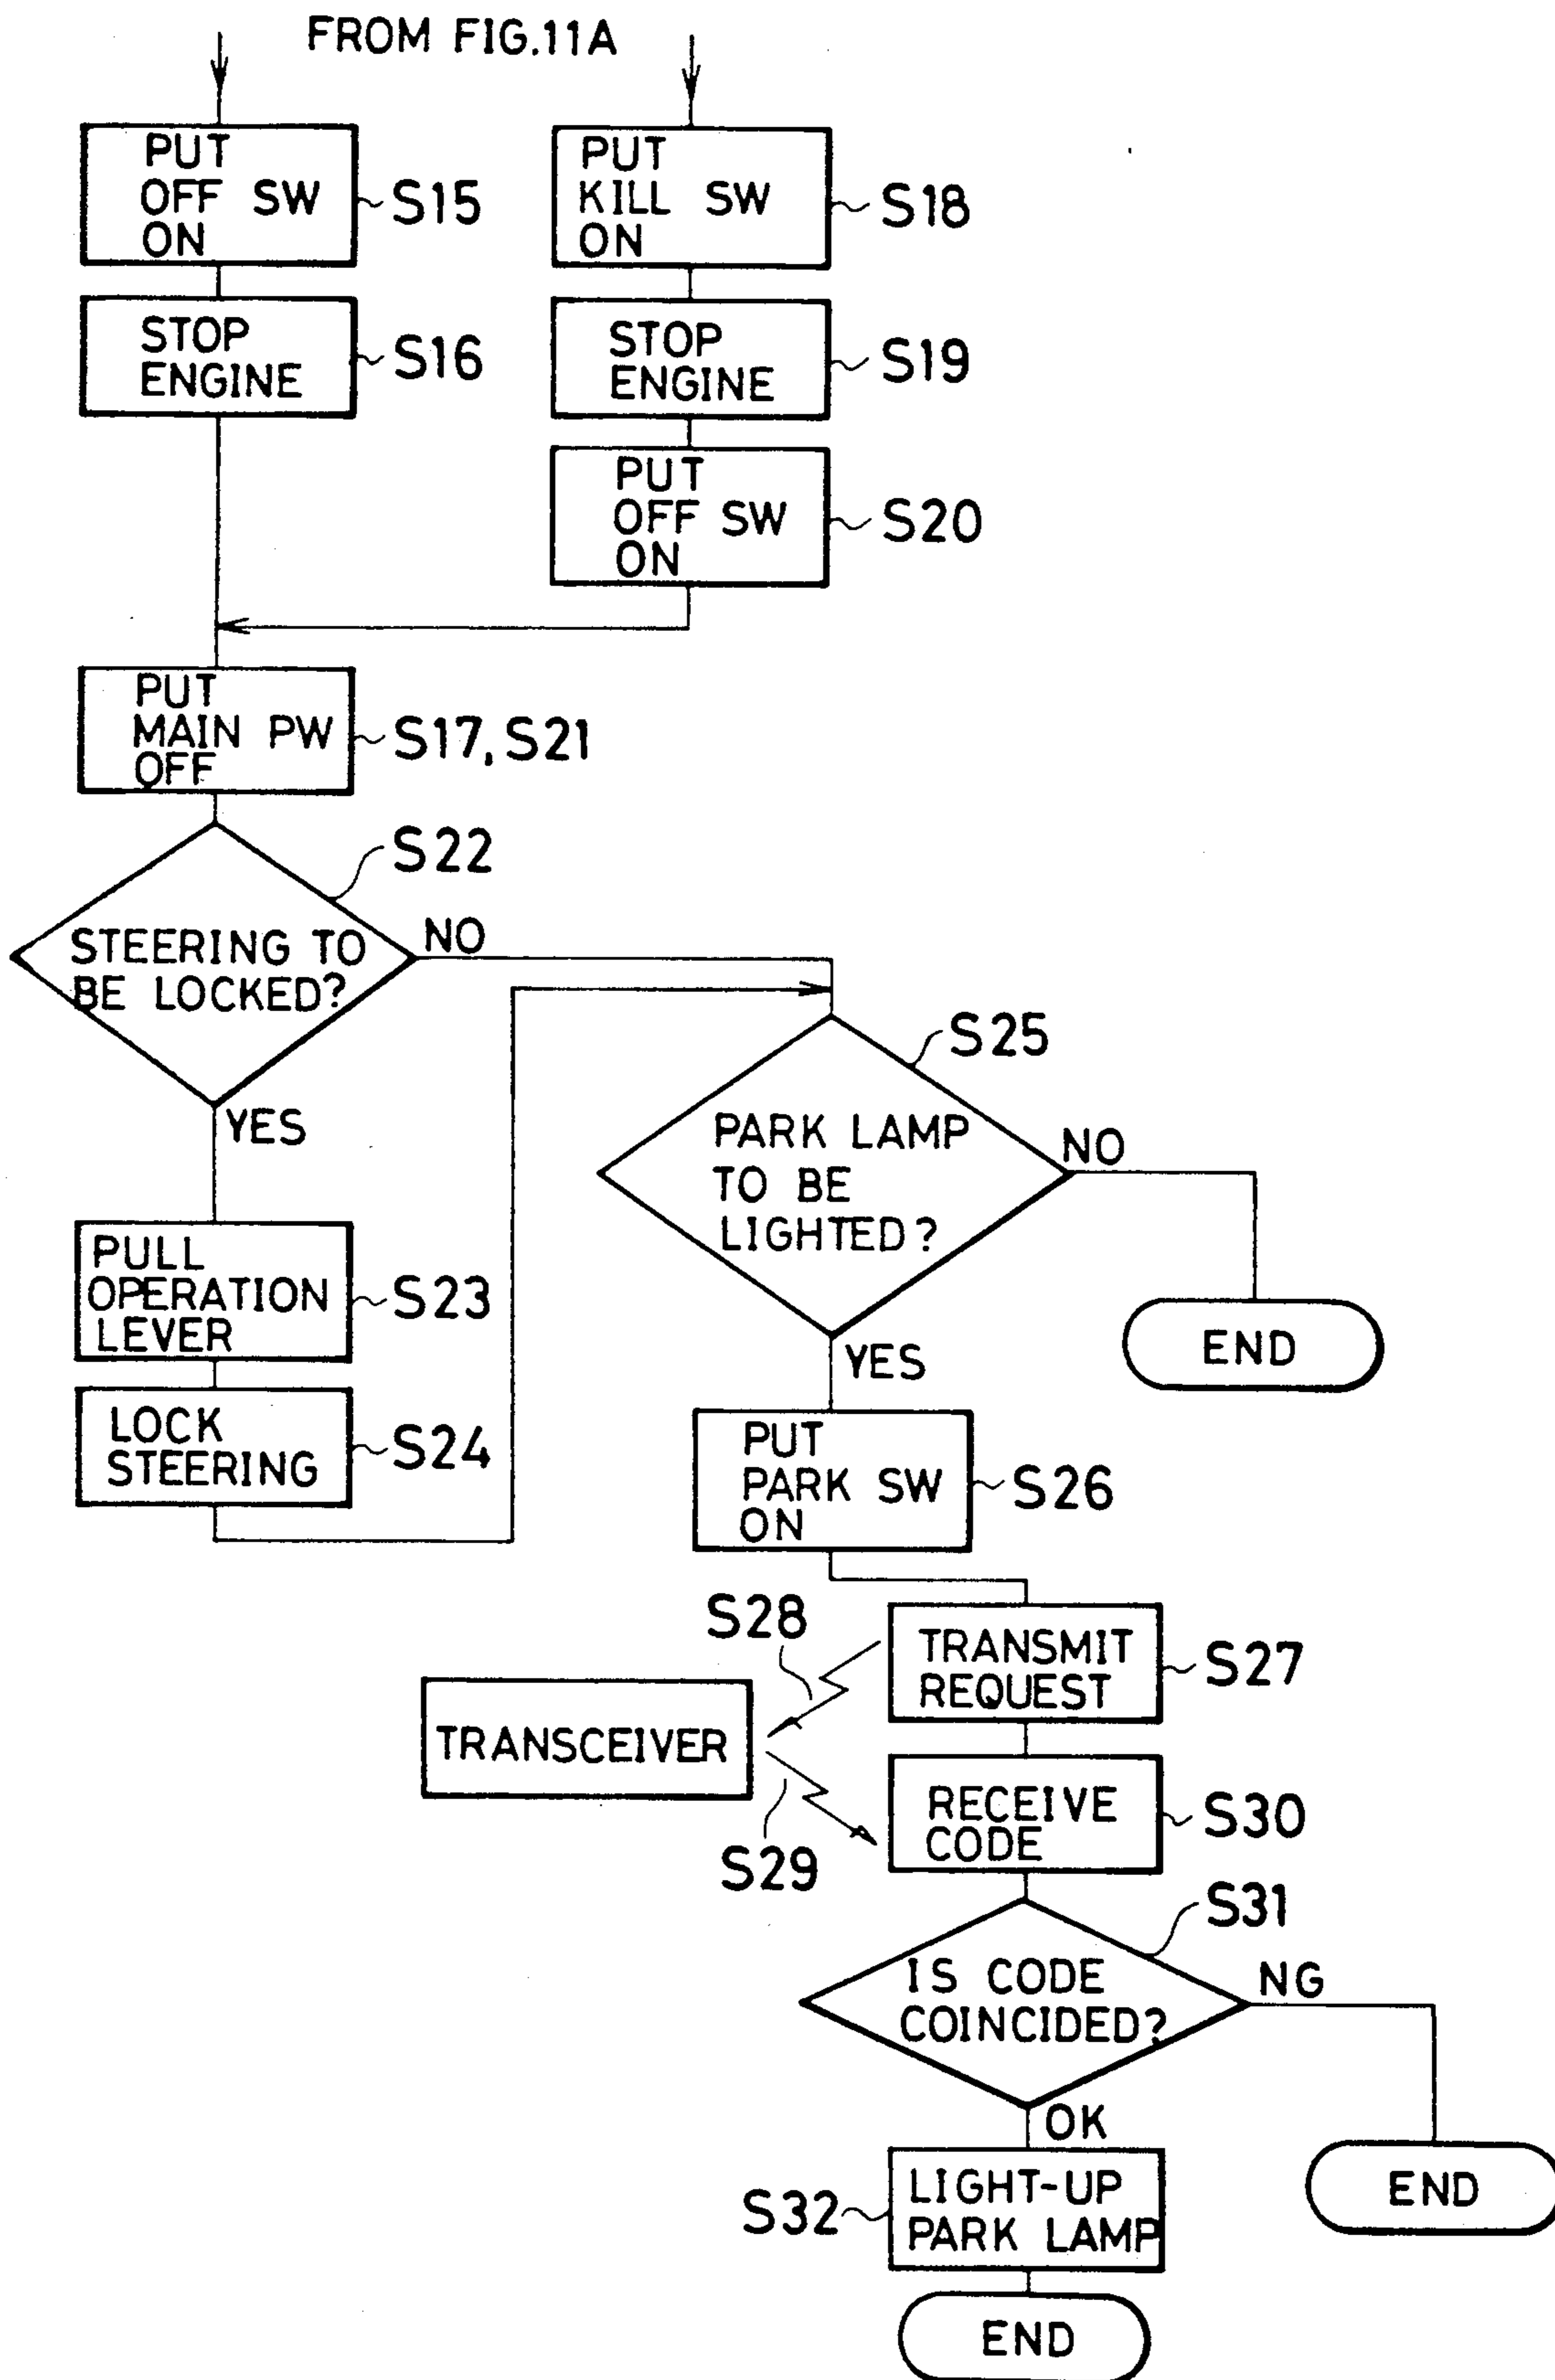 FROM FIG.11A
PUT
OFF SW
ON
S15
PUT
KILL SW
ON
S18
STOP
ENGINE
S16
STOP
ENGINE
S19
PUT
OFF SW
ON
S20
PUT
MAIN PW
OFF
S17, S21
S22
STEERING TO
BE LOCKED?
NO
YES
S25
PARK LAMP
TO BE
LIGHTED?
NO
END
YES
PULL
OPERATION
LEVER
S23
LOCK
STEERING
S24
PUT
PARK SW
ON
S26
S28
TRANSMIT
REQUEST
S27
TRANSCEIVER
RECEIVE
CODE
S30
S29
S31
IS CODE
COINCIDED?
NG
OK
END
S32
LIGHT-UP
PARK LAMP
END